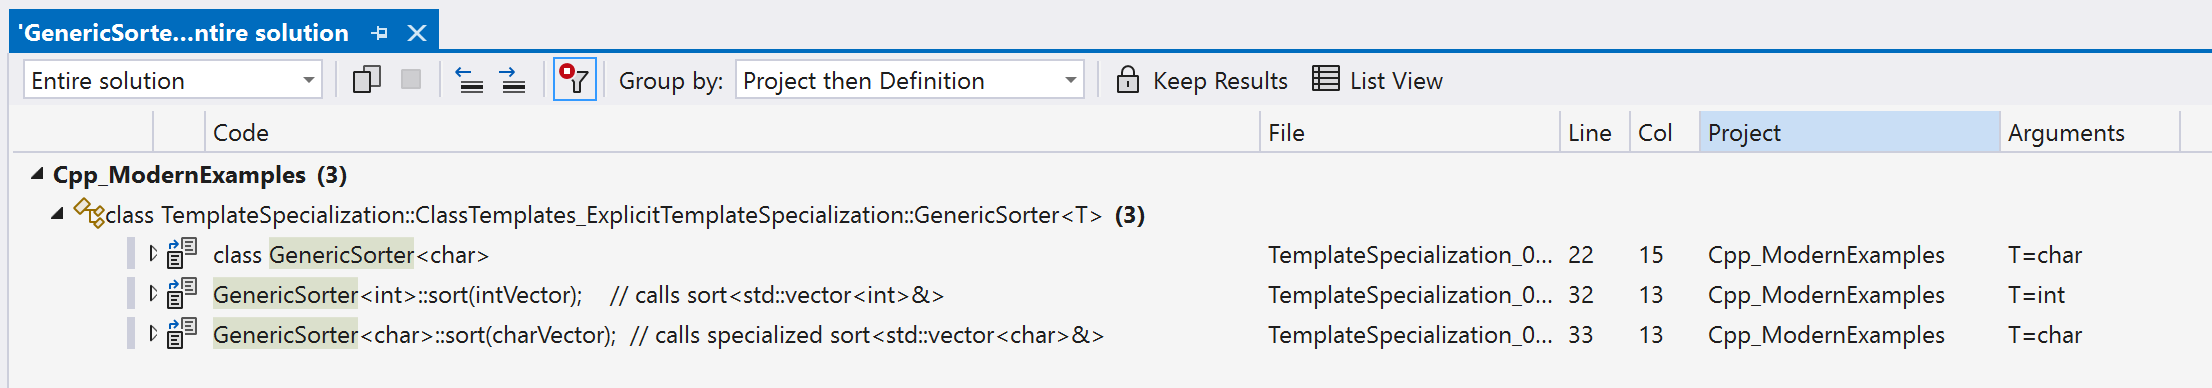 'GenericSorte...ntire solution
Entire solution Group by: Project then Definition Keep Results List View
Code File Line Col Project Arguments
Cpp_ModernExamples (3)
class TemplateSpecialization::ClassTemplates_ExplicitTemplateSpecialization::GenericSorter<T> (3)
class GenericSorter<char> TemplateSpecialization_0... 22 15 Cpp_ModernExamples T=char
GenericSorter<int>::sort(intVector); // calls sort<std::vector<int>&> TemplateSpecialization_0... 32 13 Cpp_ModernExamples T=int
GenericSorter<char>::sort(charVector); // calls specialized sort<std::vector<char>&> TemplateSpecialization_0... 33 13 Cpp_ModernExamples T=char